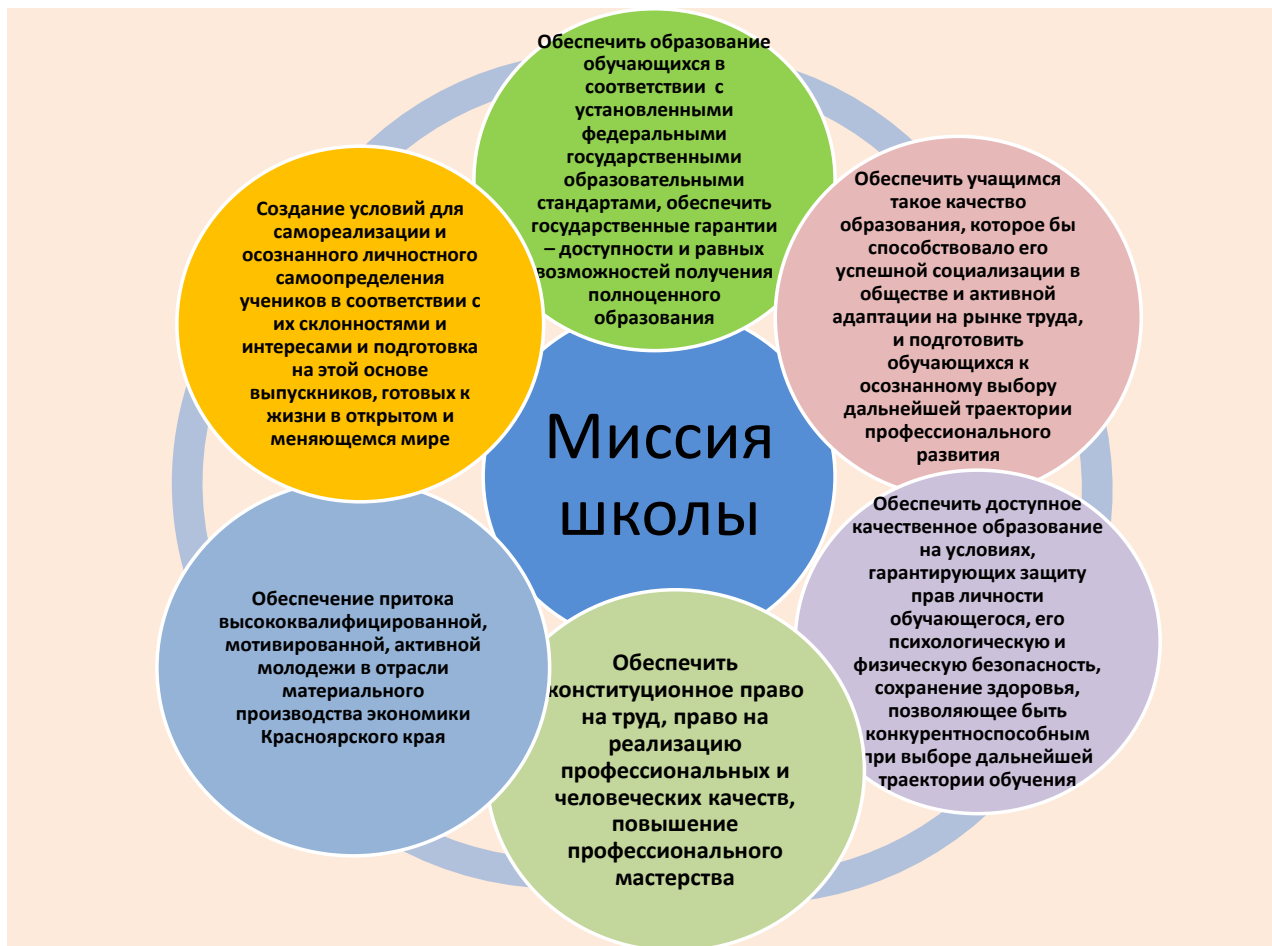 Обеспечить образование
обучающихся в
соответствии с
установленными
федеральными
государственными
образовательными
стандартами, обеспечить
государственные гарантии
– доступности и равных
возможностей получения
полноценного
образования
Обеспечить учащимся
такое качество
образования, которое бы
способствовало его
успешной социализации в
обществе и активной
адаптации на рынке труда,
и подготовить
обучающихся к
осознанному выбору
дальнейшей траектории
профессионального
развития
Обеспечить доступное
качественное образование
на условиях,
гарантирующих защиту
прав личности
обучающегося, его
психологическую и
физическую безопасность,
сохранение здоровья,
позволяющее быть
конкурентноспособным
при выборе дальнейшей
траектории обучения
Обеспечить
конституционное право
на труд, право на
реализацию
профессиональных и
человеческих качеств,
повышение
профессионального
мастерства
Обеспечение притока
высококвалифицированной,
мотивированной, активной
молодежи в отрасли
материального
производства экономики
Красноярского края
Создание условий для
самореализации и
осознанного личностного
самоопределения
учеников в соответствии с
их склонностями и
интересами и подготовка
на этой основе
выпускников, готовых к
жизни в открытом и
меняющемся мире
Миссия
школы